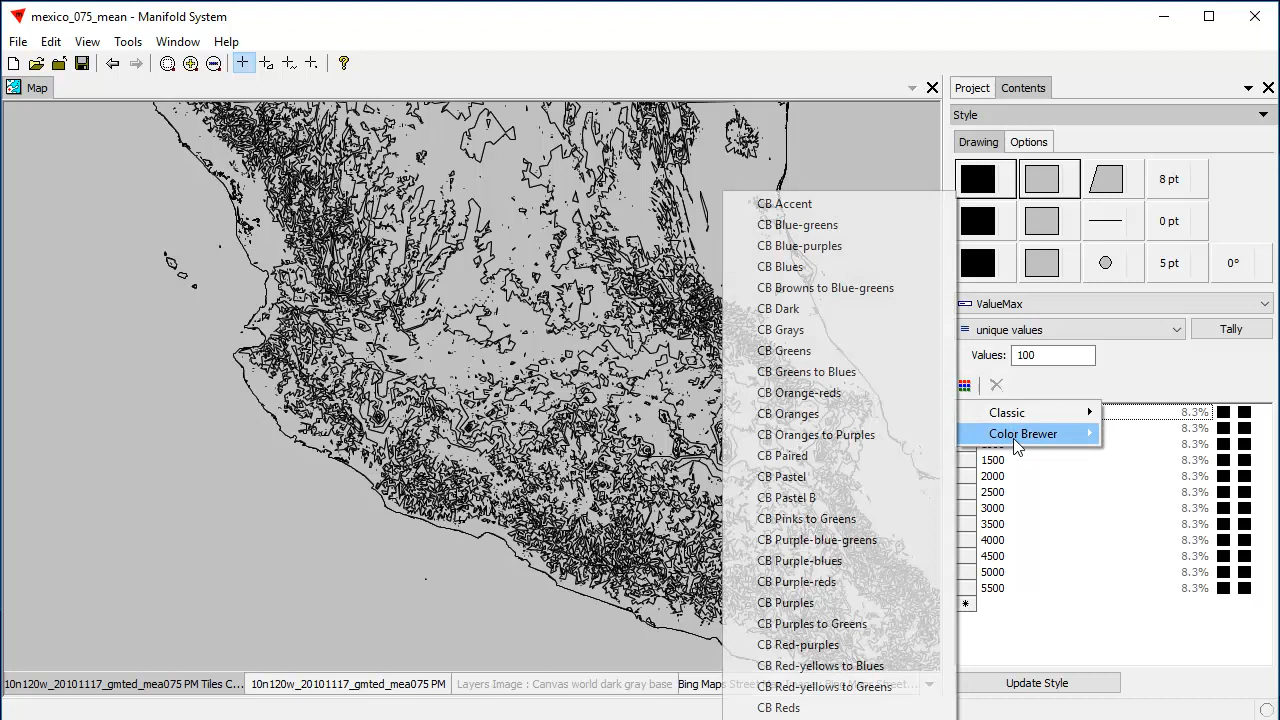 mexico_075_mean - Manifold System
File Edit View Tools Window Help
Map
Project Contents
Style
Drawing Options
8 pt
0 pt
5 pt 0°
ValueMax
unique values Tally
Values: 100
Classic
Color Brewer
CB Accent
CB Blue-greens
CB Blue-purples
CB Blues
CB Browns to Blue-greens
CB Dark
CB Grays
CB Greens
CB Greens to Blues
CB Orange-reds
CB Oranges
CB Oranges to Purples
CB Paired
CB Pastel
CB Pastel B
CB Pinks to Greens
CB Purple-blue-greens
CB Purple-blues
CB Purple-reds
CB Purples
CB Purples to Greens
CB Red-purples
CB Red-yellows to Blues
CB Red-yellows to Greens
CB Reds
8.3%
8.3%
8.3%
1500 8.3%
2000 8.3%
2500 8.3%
3000 8.3%
3500 8.3%
4000 8.3%
4500 8.3%
5000 8.3%
5500 8.3%
10n120w_20101117_gmted_mea075 PM Tiles C... 10n120w_20101117_gmted_mea075 PM Layers Image : Canvas world dark gray base Bing Maps
Update Style